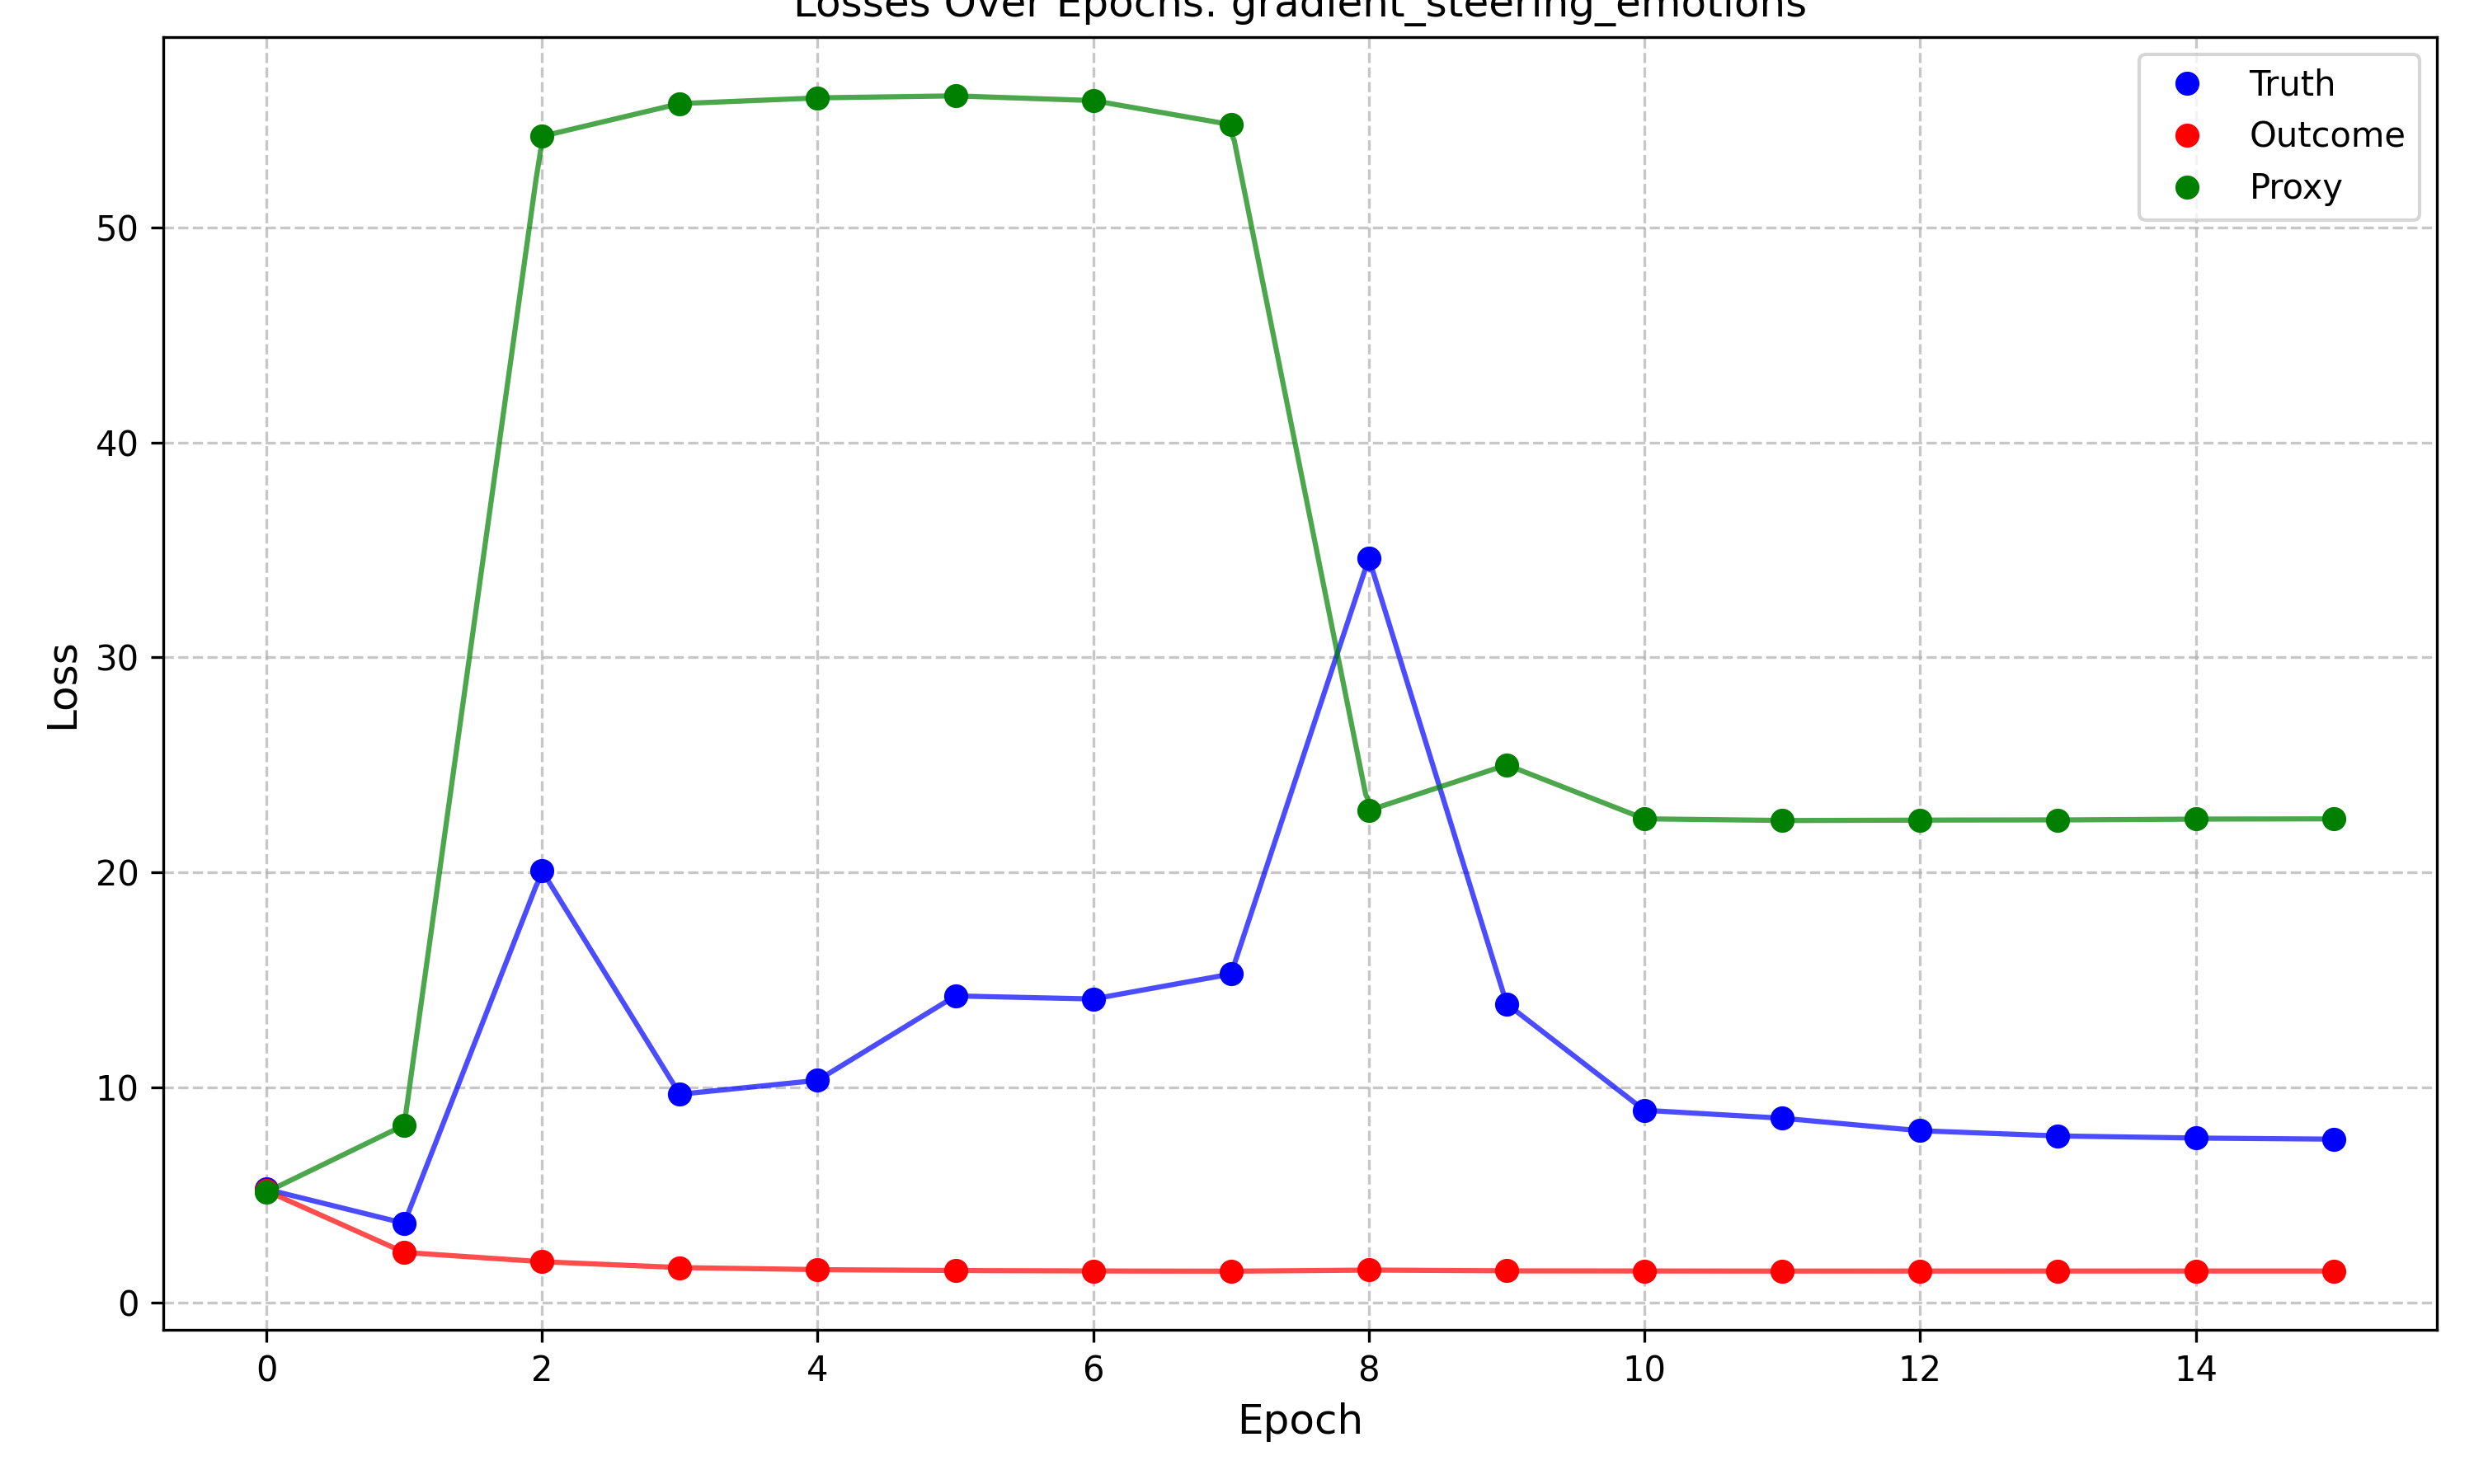 Losses Over Epochs: gradient_steering_emotions
Truth
Outcome
Proxy
Loss
50
40
30
20
10
0
0 2 4 6 8 10 12 14
Epoch